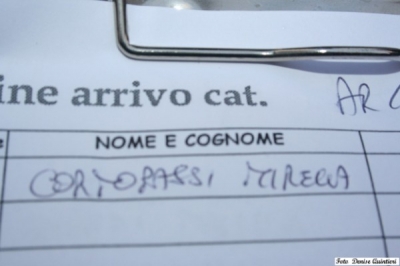 ine arrivo cat.
AR
NOME E COGNOME
CORTOPASSI MIRELLA
Foto Denise Quintieri